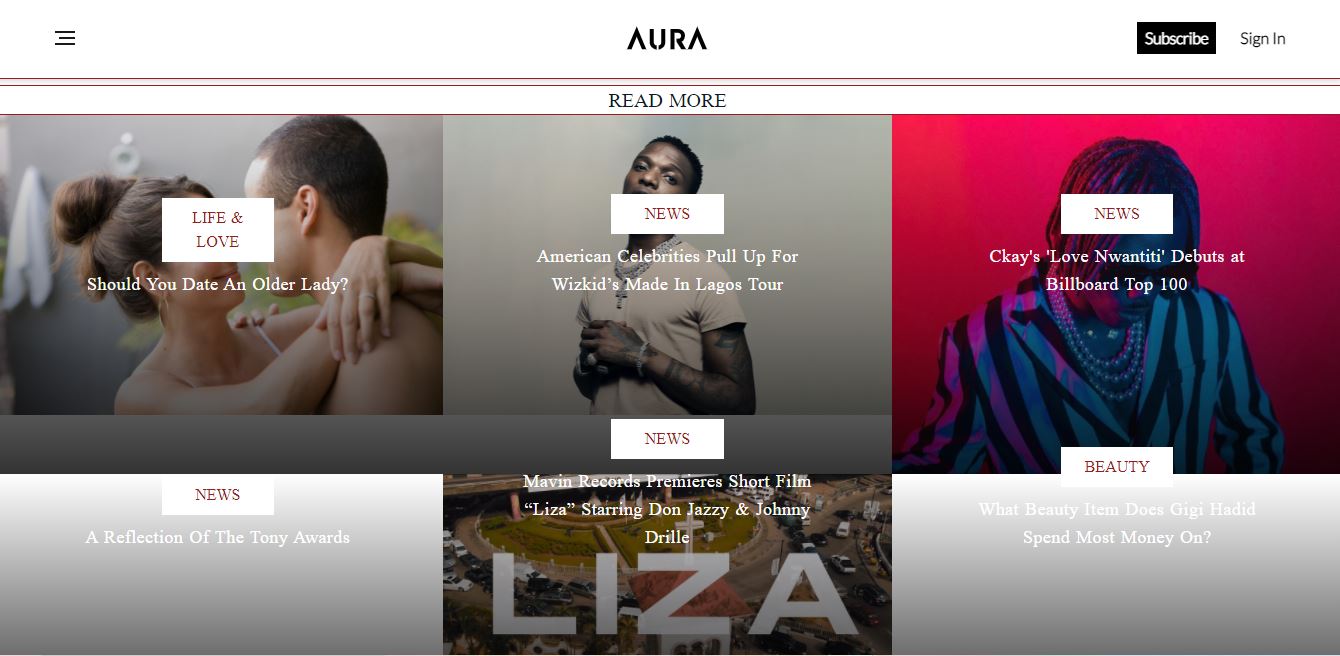 AURA
Subscribe
Sign In
READ MORE
LIFE &
LOVE
Should You Date An Older Lady?
NEWS
American Celebrities Pull Up For
Wizkid’s Made In Lagos Tour
NEWS
Ckay's 'Love Nwantiti' Debuts at
Billboard Top 100
NEWS
A Reflection Of The Tony Awards
NEWS
Mavin Records Premieres Short Film
“Liza” Starring Don Jazzy & Johnny
Drille
LIZA
BEAUTY
What Beauty Item Does Gigi Hadid
Spend Most Money On?